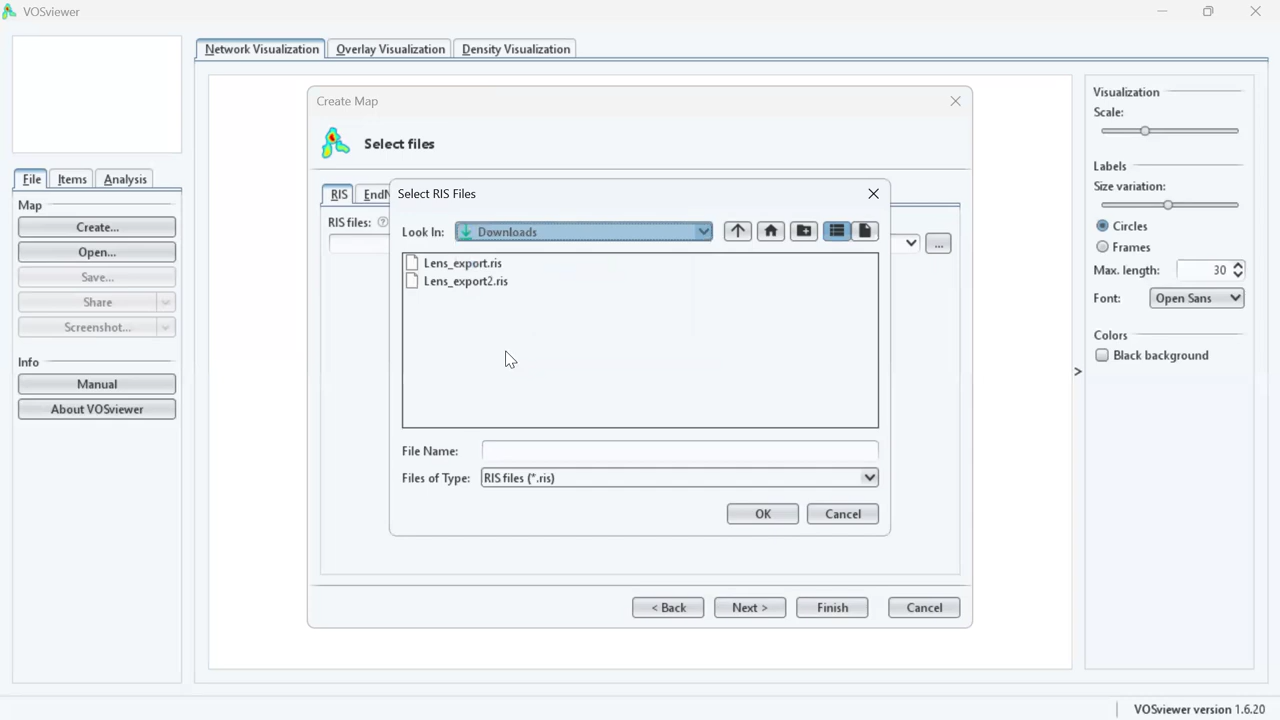 VOSviewer
Network Visualization
Overlay Visualization
Density Visualization
File
Items
Analysis
Map
Create...
Open...
Save...
Share
Screenshot...
Info
Manual
About VOSviewer
Create Map
Select files
RIS
EndN
RIS files:
...
Select RIS Files
Look In:
Downloads
Lens_export.ris
Lens_export2.ris
File Name:
Files of Type:
RIS files (*.ris)
OK
Cancel
< Back
Next >
Finish
Cancel
>
Visualization
Scale:
Labels
Size variation:
Circles
Frames
Max. length:
30
Font:
Open Sans
Colors
Black background
VOSviewer version 1.6.20